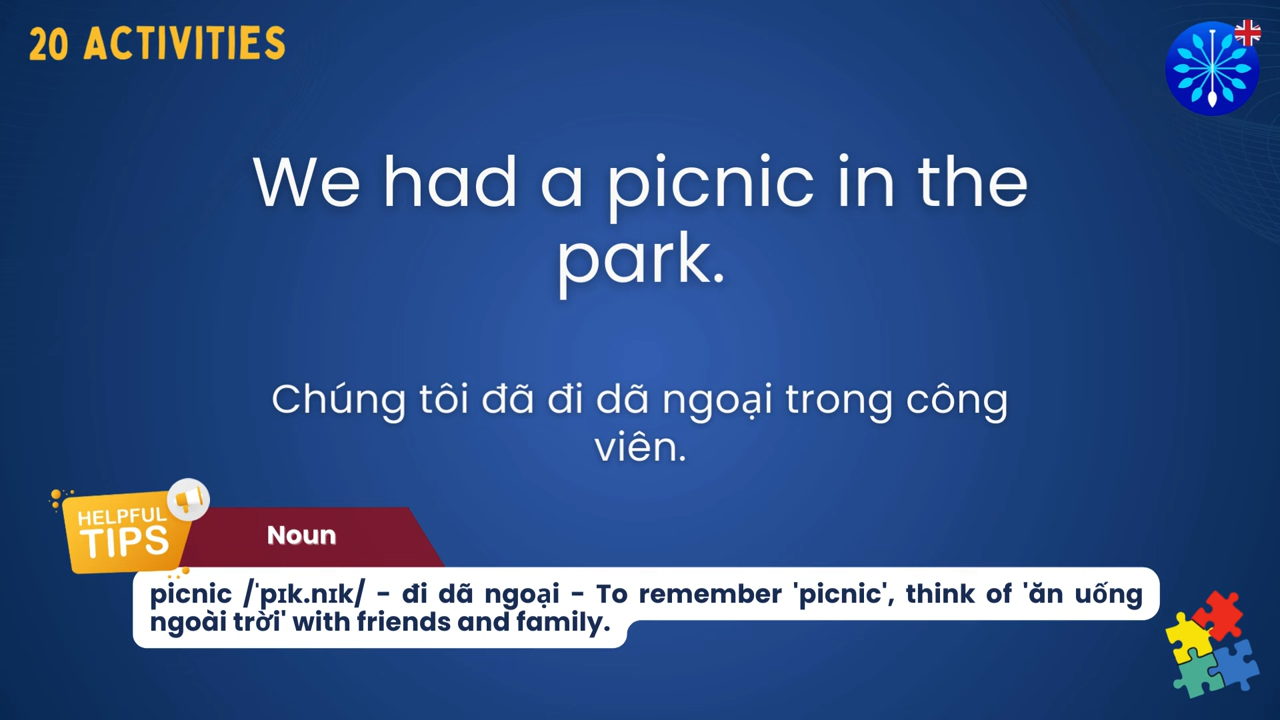 20 ACTIVITIES
We had a picnic in the
park.
Chúng tôi đã đi dã ngoại trong công
viên.
HELPFUL
TIPS
Noun
picnic /ˈpɪk.nɪk/ - đi dã ngoại - To remember 'picnic', think of 'ăn uống
ngoài trời' with friends and family.